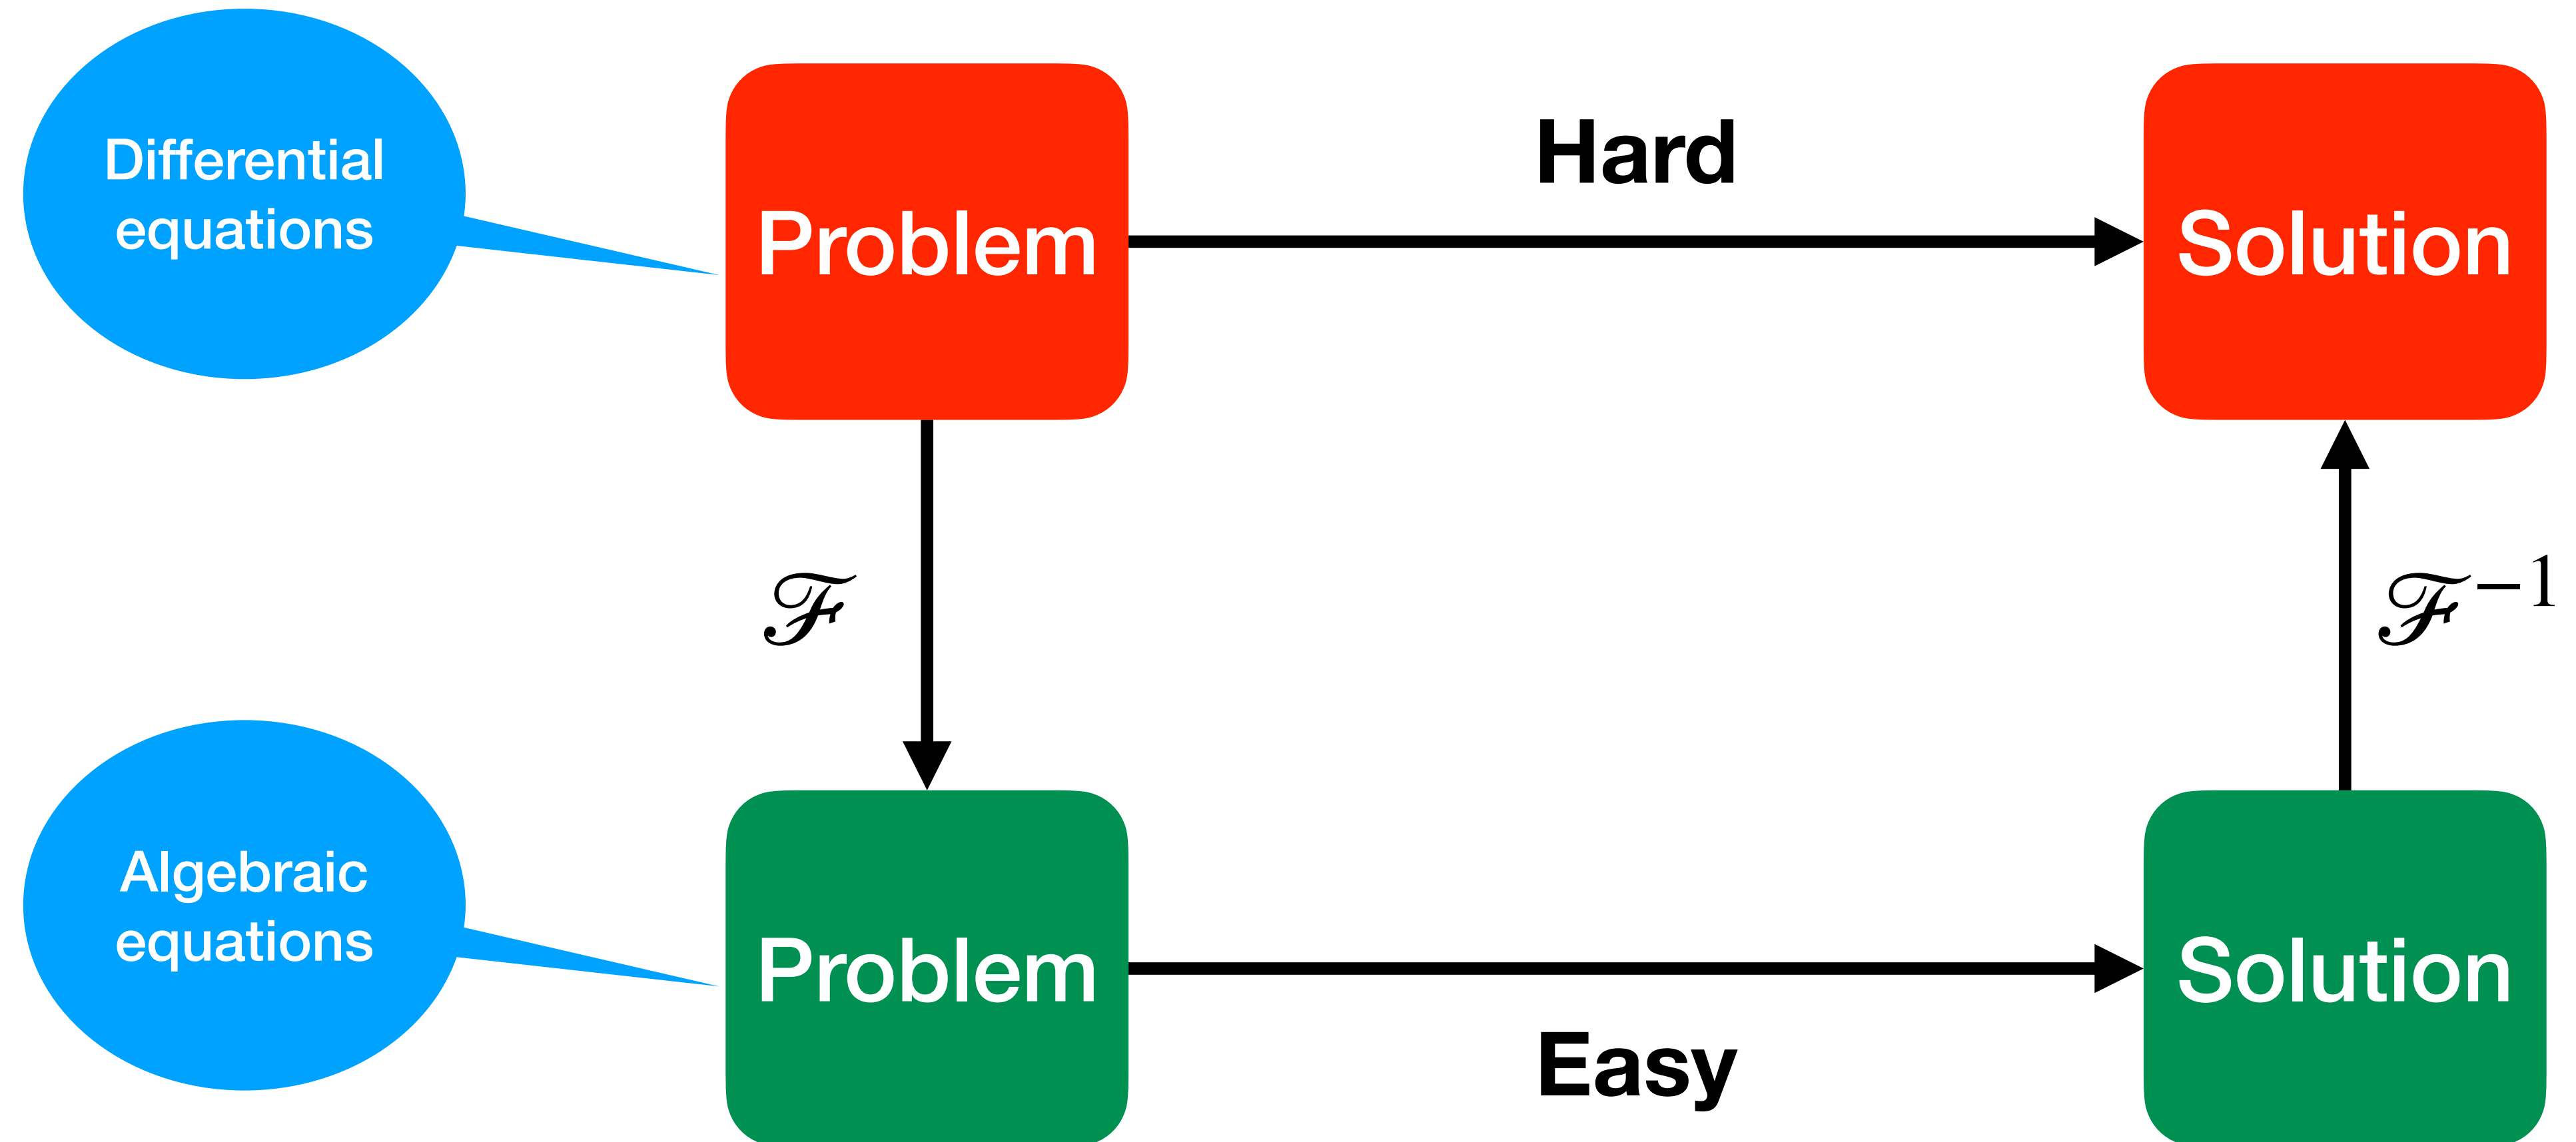 Differential
equations
Problem
Hard
Solution
ℱ
ℱ⁻¹
Algebraic
equations
Problem
Easy
Solution